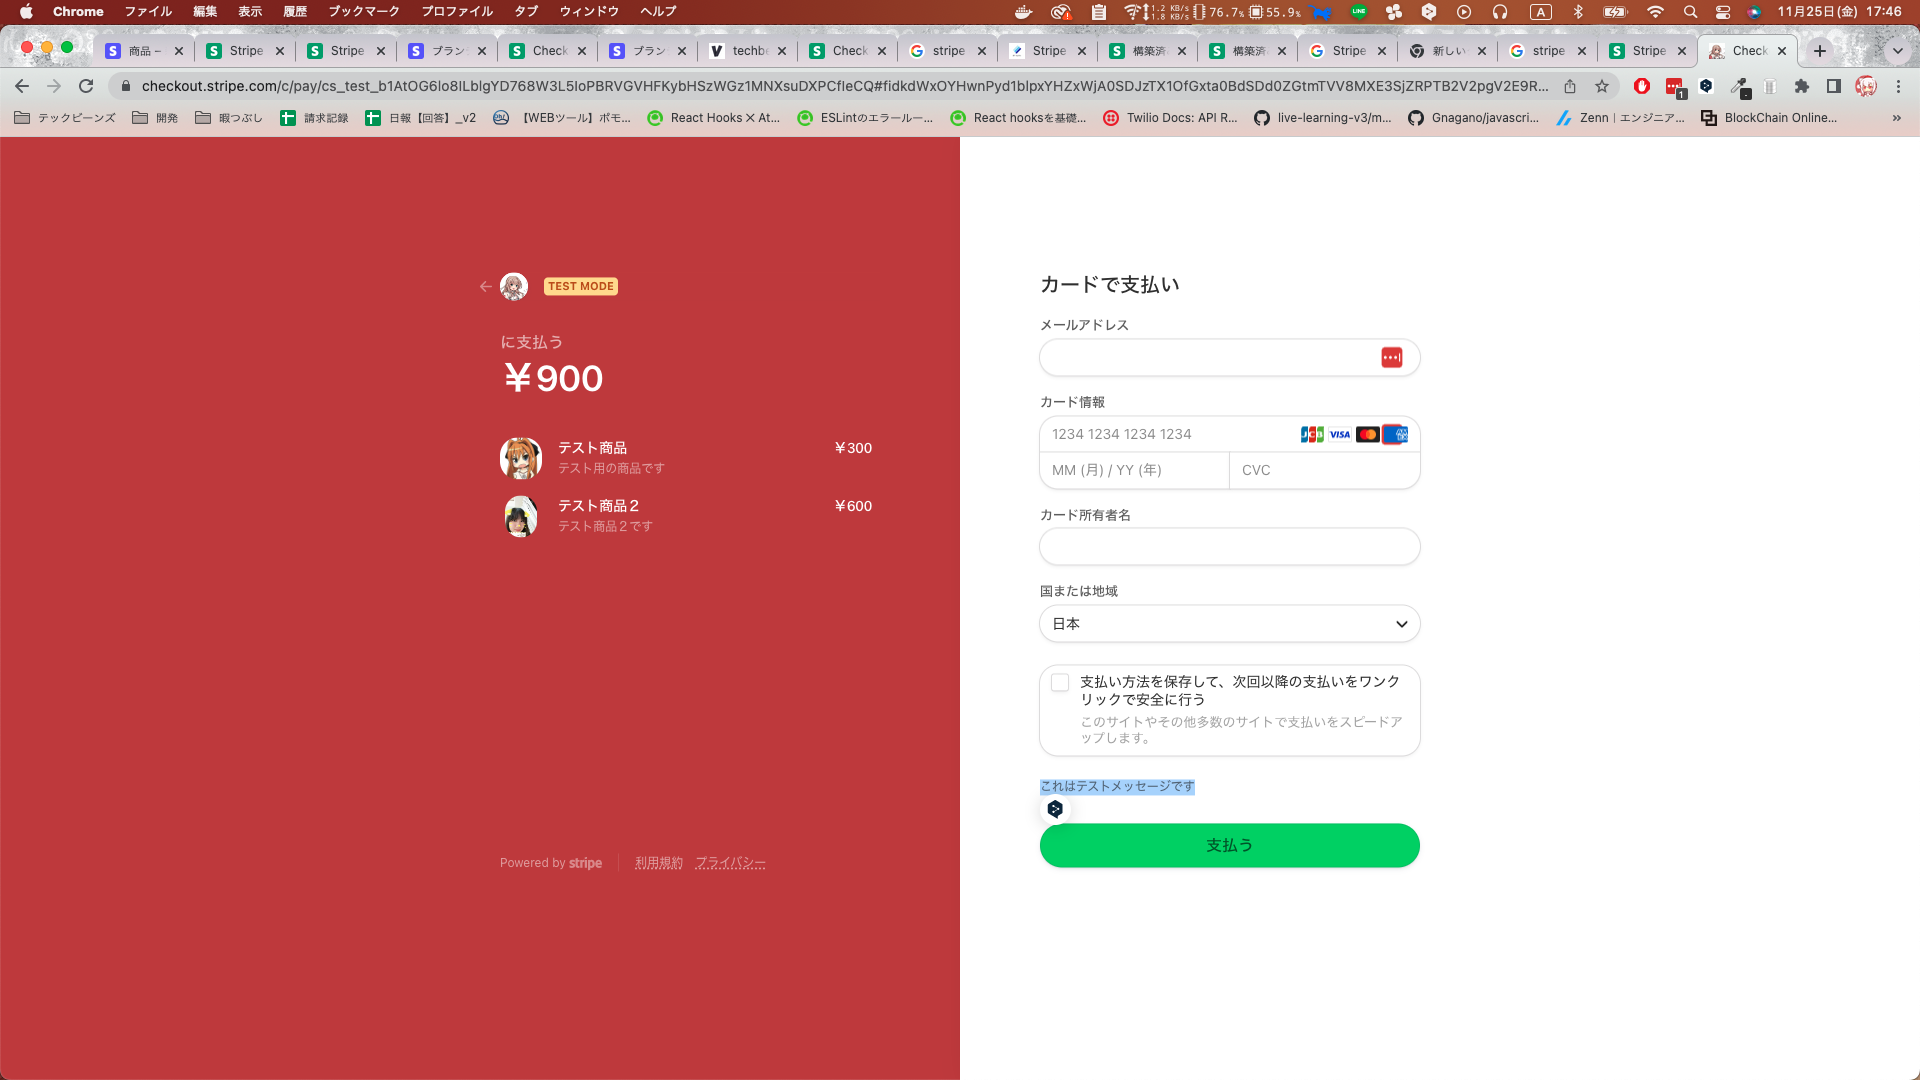 Chrome ファイル 編集 表示 履歴 ブックマーク プロファイル タブ ウィンドウ ヘルプ 1.2 KB/s 1.8 KB/s 76.7% 55.9% LINE A 11月25日(金) 17:46
商品 – Stripe Stripe プラン Check プラン techbe Check stripe Stripe 構築済 構築済 Stripe 新しい stripe Stripe Check
checkout.stripe.com/c/pay/cs_test_b1AtOG6lo8ILblgYD768W3L5IoPBRVGVHFKybHSzWGz1MNXsuDXPCfIeCQ#fidkdWxOYHwnPyd1blpxYHZxWjA0SDJzTX1OfGxta0BdSDd0ZGtmTVV8MXE3SjZRPTB2V2pgV2E9R...
テックビーンズ 開発 暇つぶし 請求記録 日報【回答】_v2 【WEBツール】ポモ... React Hooks × At... ESLintのエラールー... React hooksを基礎... Twilio Docs: API R... live-learning-v3/m... Gnagano/javascri... Zenn｜エンジニア... BlockChain Online... »
TEST MODE
に支払う
￥900
テスト商品 ￥300
テスト用の商品です
テスト商品２ ￥600
テスト商品２です
Powered by stripe 利用規約 プライバシー
カードで支払い
メールアドレス
カード情報
1234 1234 1234 1234 JCB VISA
MM (月) / YY (年) CVC
カード所有者名
国または地域
日本
支払い方法を保存して、次回以降の支払いをワンク
リックで安全に行う
このサイトやその他多数のサイトで支払いをスピードア
ップします。
これはテストメッセージです
支払う